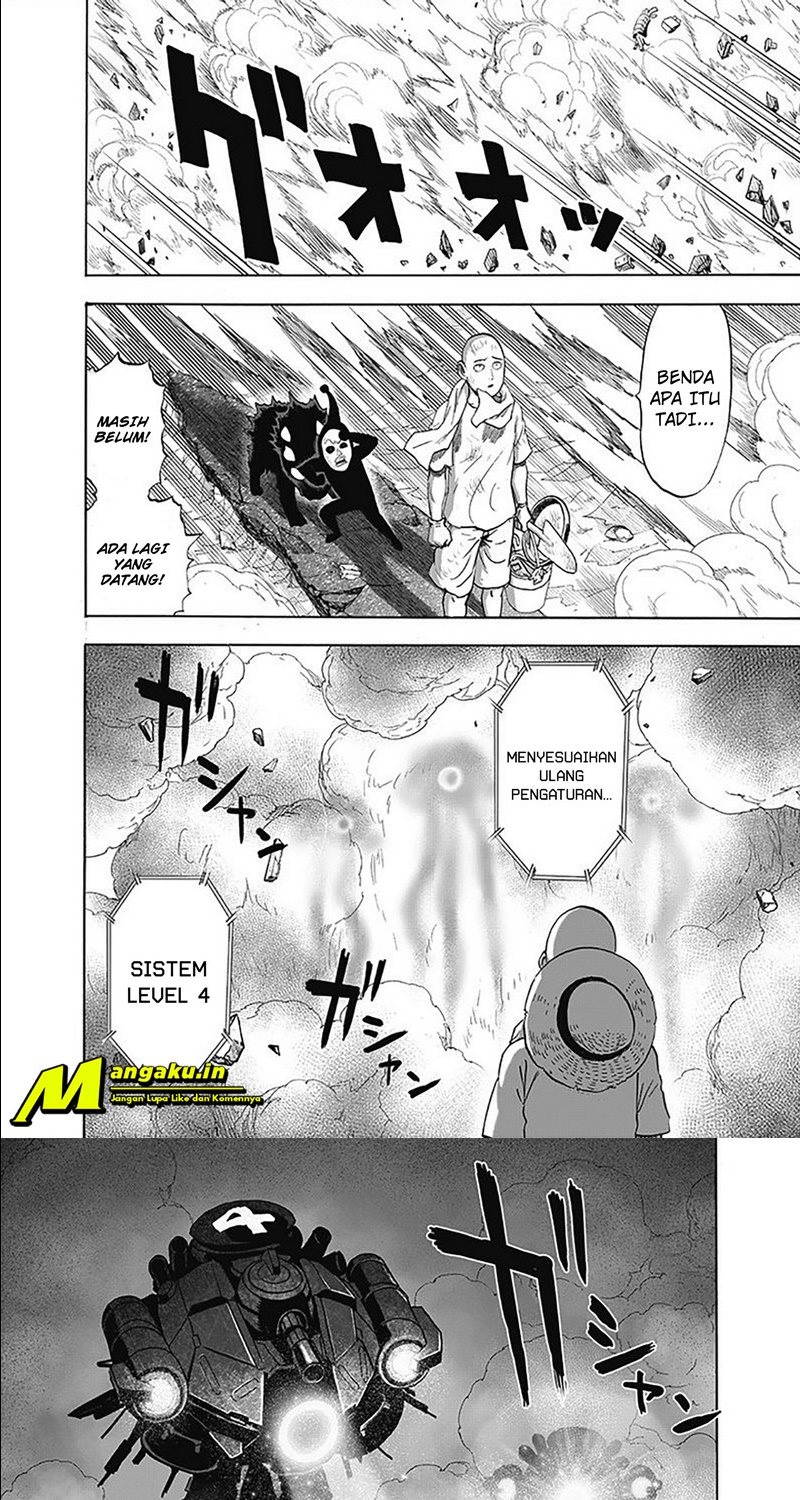 グオオッ
BENDA
APA ITU
TADI...
MASIH
BELUM!
ADA LAGI
YANG
DATANG!
ガシャン
MENYESUAIKAN
ULANG
PENGATURAN...
SISTEM
LEVEL 4
ガシャン
Mangaku.in
Jangan Lupa Like dan Komennya
4
ガシャン